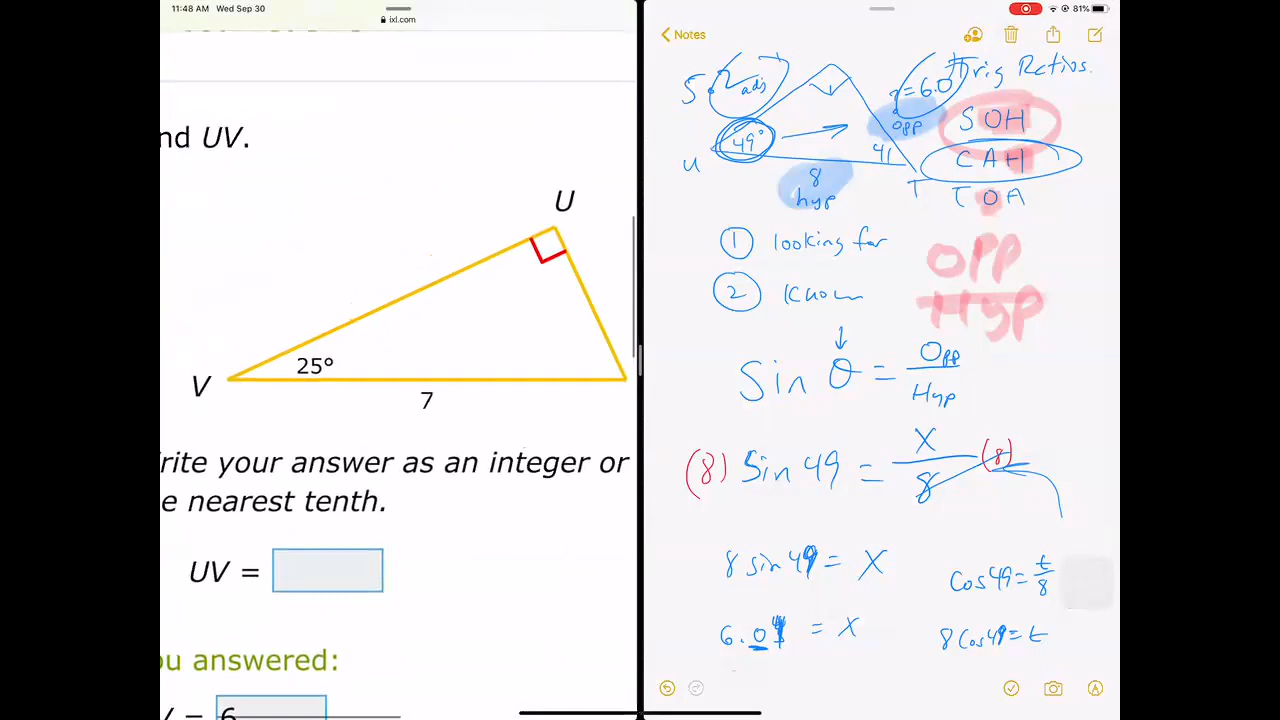 11:48 AM Wed Sep 30
ixl.com
nd UV.
U
V
25°
7
rite your answer as an integer or
e nearest tenth.
UV =
ou answered:
= 6
81%
Notes
Trig Ratios.
5.2 adj
= 6.0
opp
SOH
49°
41
CAH
U
8
hyp
T
TOA
1 looking for
2 Known
Opp
Hyp
Sin θ = Opp
Hyp
(8) Sin 49 = X
8
(8)
8 sin 49 = X
Cos 49 = t
8
6.04 = X
8 Cos 49 = t